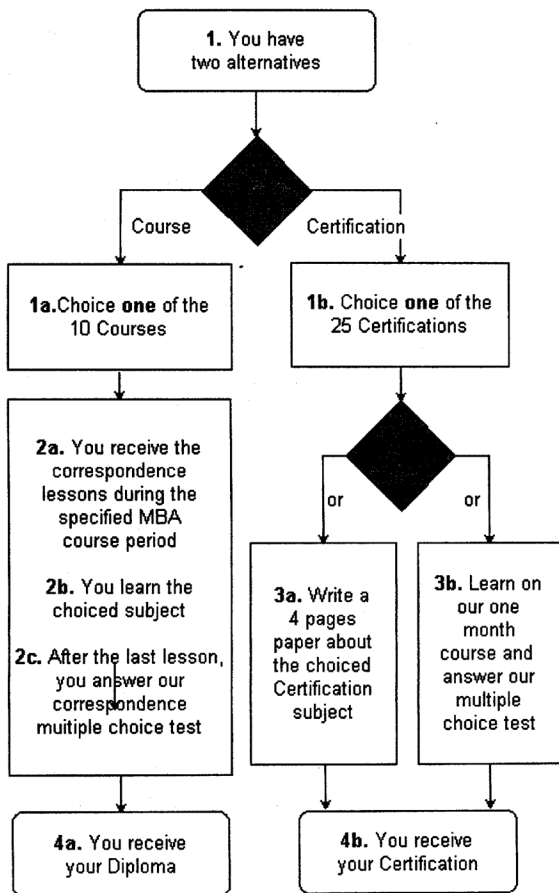 1. You have
two alternatives
Course
Certification
1a.Choice one of the
10 Courses
1b. Choice one of the
25 Certifications
2a. You receive the
correspondence
lessons during the
specified MBA
course period
2b. You learn the
choiced subject
2c. After the last lesson,
you answer our
correspondence
muitiple choice test
or
or
3a. Write a
4 pages
paper about
the choiced
Certification
subject
3b. Learn on
our one
month
course and
answer our
multiple
choice test
4a. You receive
your Diploma
4b. You receive
your Certification